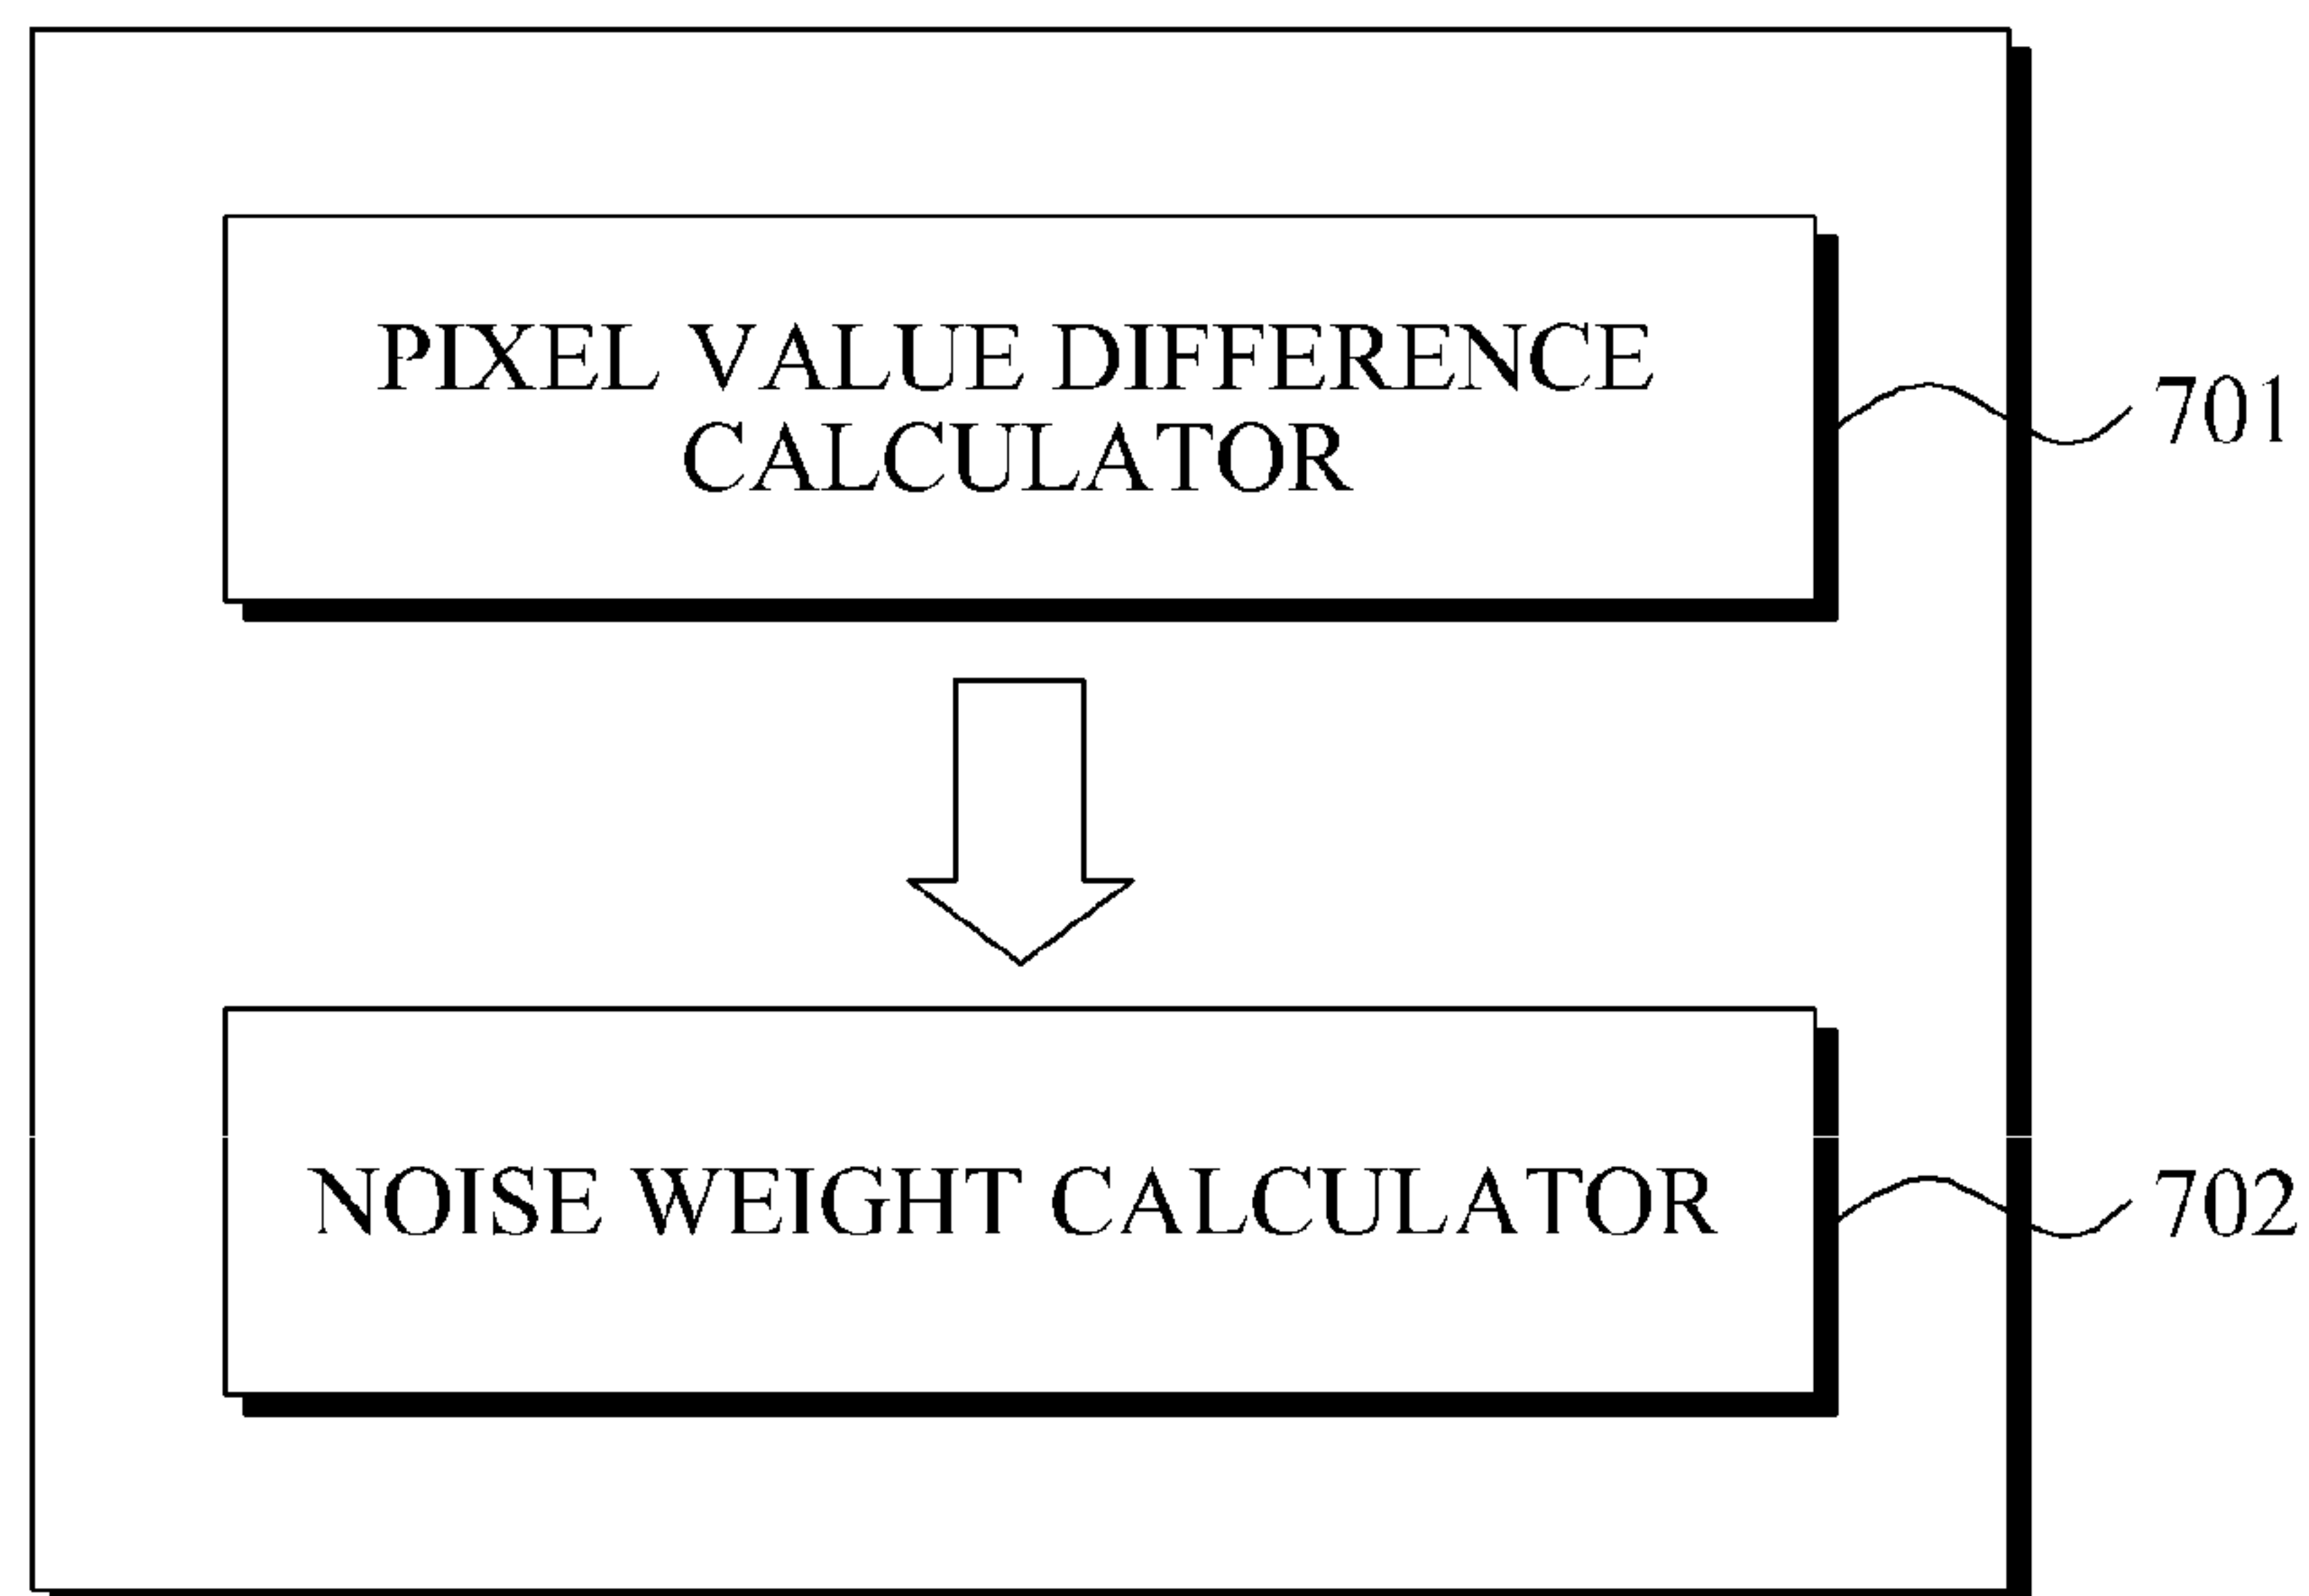 PIXEL VALUE DIFFERENCE
CALCULATOR
701
NOISE WEIGHT CALCULATOR
702